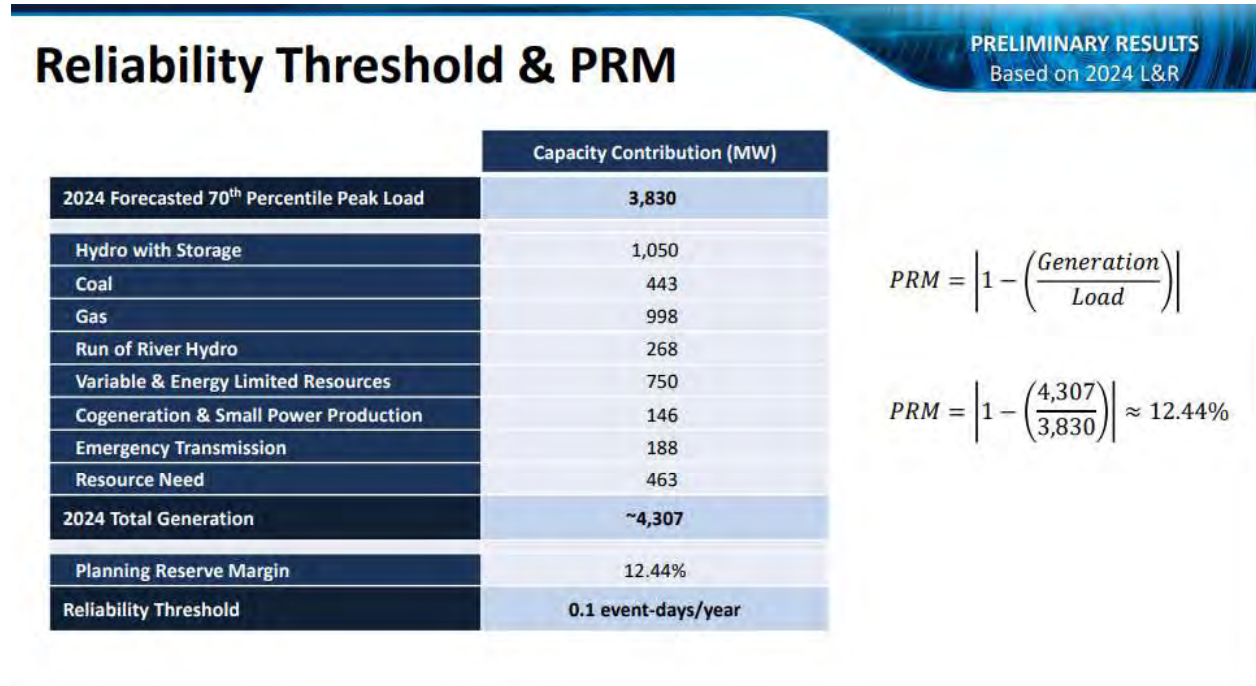 Reliability Threshold & PRM
PRELIMINARY RESULTS
Based on 2024 L&R
Capacity Contribution (MW)
2024 Forecasted 70th Percentile Peak Load 3,830
Hydro with Storage 1,050
Coal 443
Gas 998
Run of River Hydro 268
Variable & Energy Limited Resources 750
Cogeneration & Small Power Production 146
Emergency Transmission 188
Resource Need 463
2024 Total Generation ~4,307
Planning Reserve Margin 12.44%
Reliability Threshold 0.1 event-days/year
PRM = |1 − (Generation/Load)|
PRM = |1 − (4,307/3,830)| ≈ 12.44%